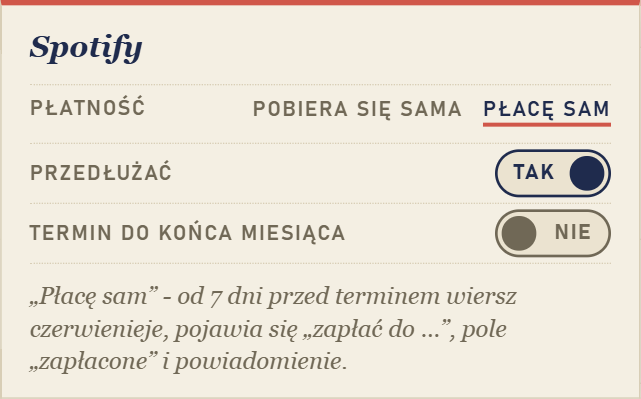 Spotify
PŁATNOŚĆ POBIERA SIĘ SAMA PŁACĘ SAM
PRZEDŁUŻAĆ TAK
TERMIN DO KOŃCA MIESIĄCA NIE
„Płacę sam” - od 7 dni przed terminem wiersz
czerwienieje, pojawia się „zapłać do ...”, pole
„zapłacone” i powiadomienie.